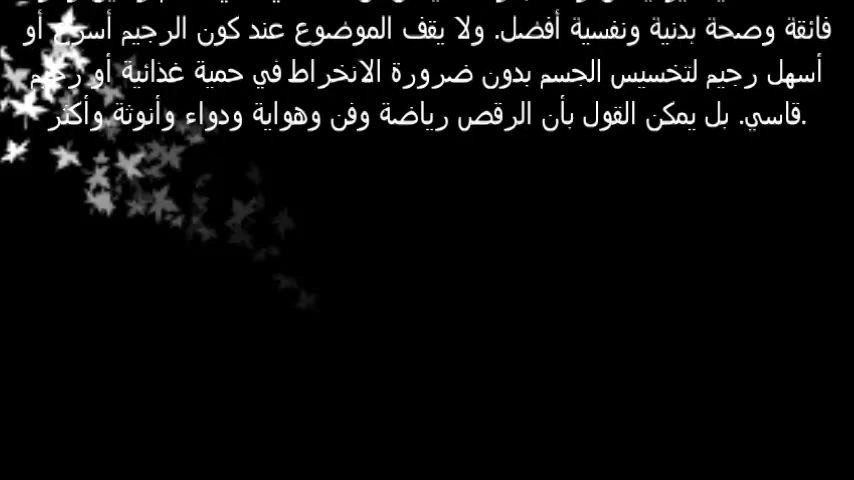 فائقة وصحة بدنية ونفسية أفضل. ولا يقف الموضوع عند كون الرجيم أسرع أو
أسهل رجيم لتخسيس الجسم بدون ضرورة الانخراط في حمية غذائية أو رجيم
قاسي. بل يمكن القول بأن الرقص رياضة وفن وهواية ودواء وأنوثة وأكثر.